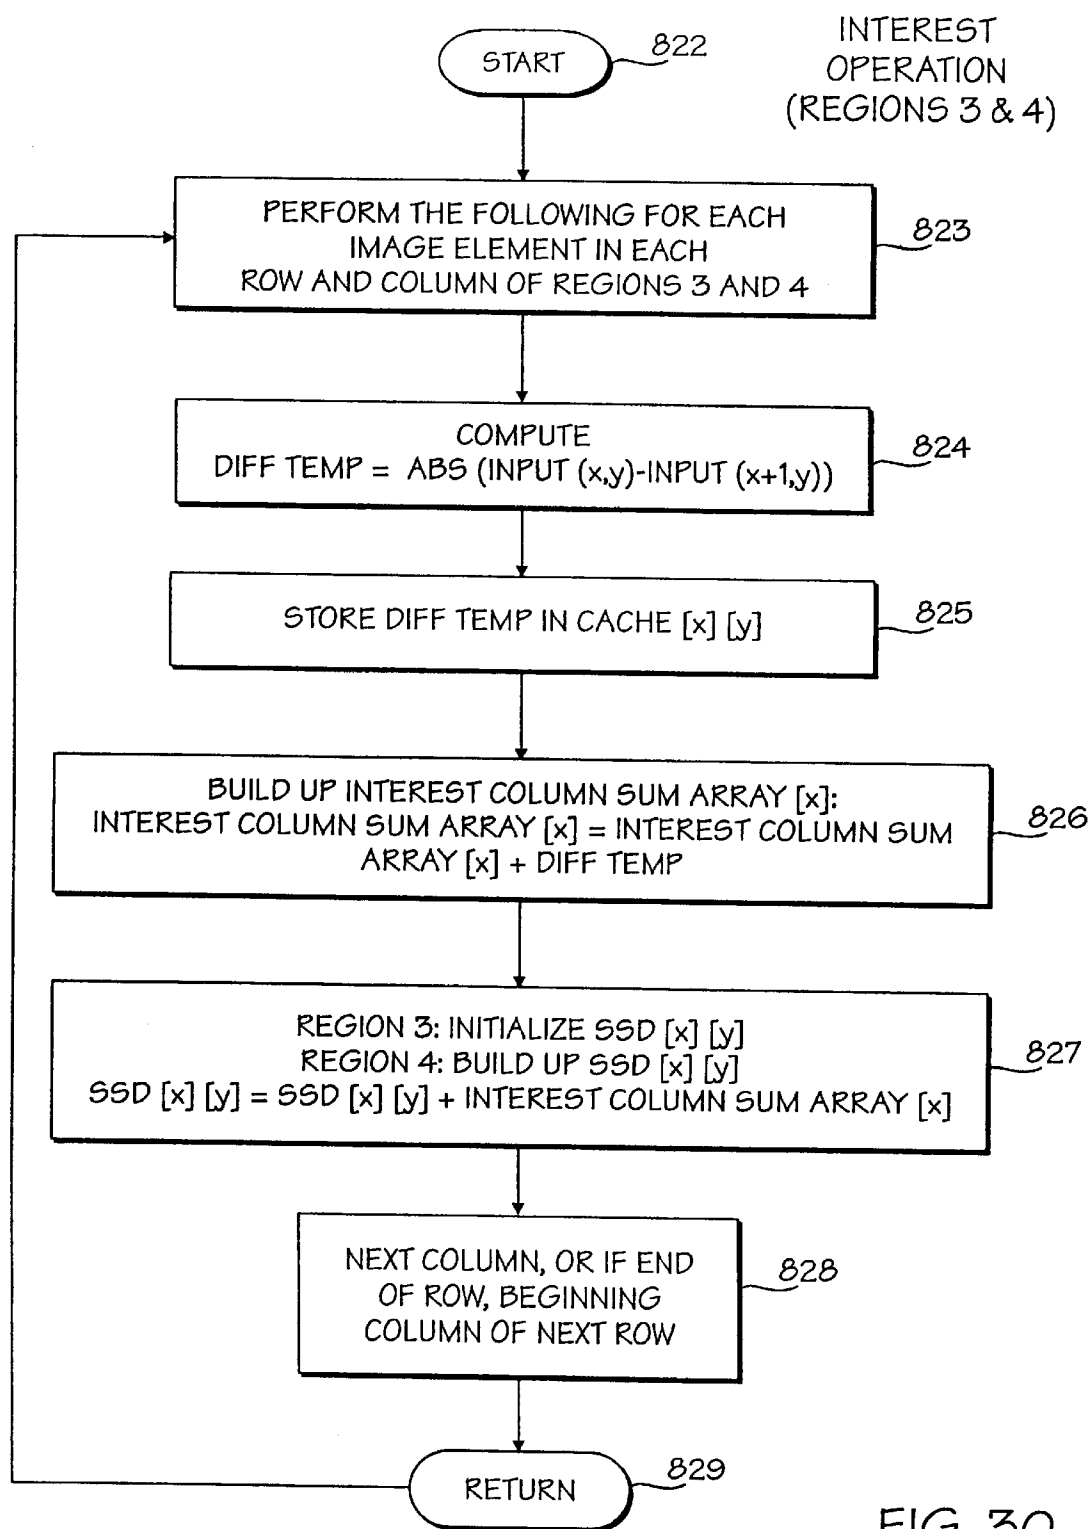 INTEREST
OPERATION
(REGIONS 3 & 4)
START
822
PERFORM THE FOLLOWING FOR EACH
IMAGE ELEMENT IN EACH
ROW AND COLUMN OF REGIONS 3 AND 4
823
COMPUTE
DIFF TEMP = ABS (INPUT (x,y)-INPUT (x+1,y))
824
STORE DIFF TEMP IN CACHE [x] [y]
825
BUILD UP INTEREST COLUMN SUM ARRAY [x]:
INTEREST COLUMN SUM ARRAY [x] = INTEREST COLUMN SUM
ARRAY [x] + DIFF TEMP
826
REGION 3: INITIALIZE SSD [x] [y]
REGION 4: BUILD UP SSD [x] [y]
SSD [x] [y] = SSD [x] [y] + INTEREST COLUMN SUM ARRAY [x]
827
NEXT COLUMN, OR IF END
OF ROW, BEGINNING
COLUMN OF NEXT ROW
828
RETURN
829
FIG. 30